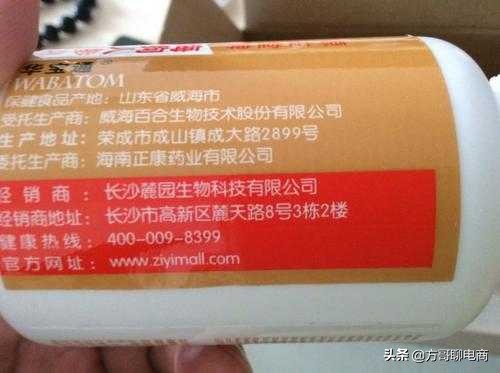 WABATOM
保健食品产地：山东省威海市
受托生产商：威海百合生物技术股份有限公司
生产地址：荣成市成山镇成大路2899号
委托生产商：海南正康药业有限公司
经销商：长沙麓园生物科技有限公司
经销商地址：长沙市高新区麓天路8号3栋2楼
健康热线：400-009-8399
官方网址：www.ziyimall.com
头条 @方哥聊电商